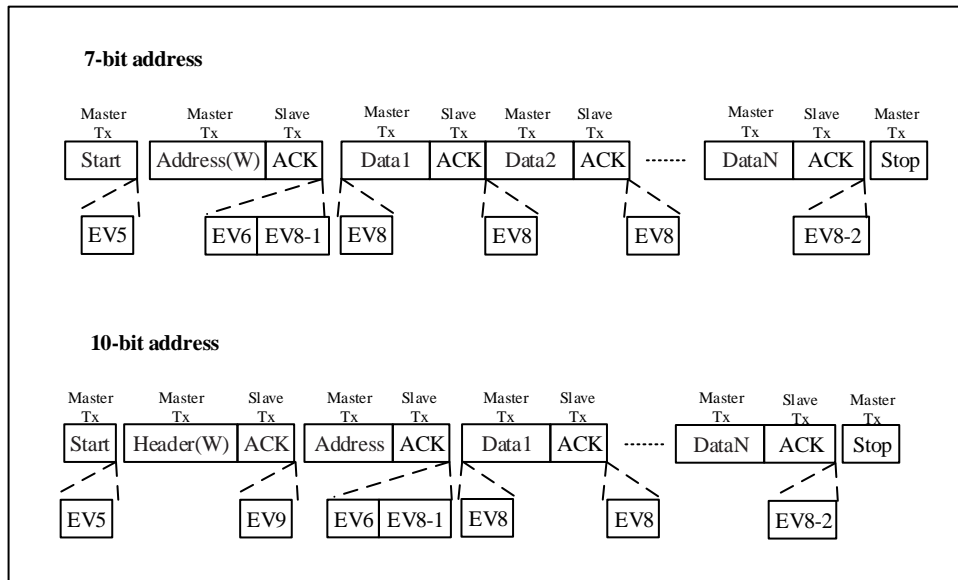 7-bit address
Master Master Slave Master Slave Master Slave Master Slave Master
Tx Tx Tx Tx Tx Tx Tx Tx Tx Tx
Start Address(W) ACK Data1 ACK Data2 ACK DataN ACK Stop
EV5 EV6 EV8-1 EV8 EV8 EV8 EV8-2
10-bit address
Master Master Slave Master Slave Master Slave Master Slave Master
Tx Tx Tx Tx Tx Tx Tx Tx Tx Tx
Start Header(W) ACK Address ACK Data1 ACK DataN ACK Stop
EV5 EV9 EV6 EV8-1 EV8 EV8 EV8-2